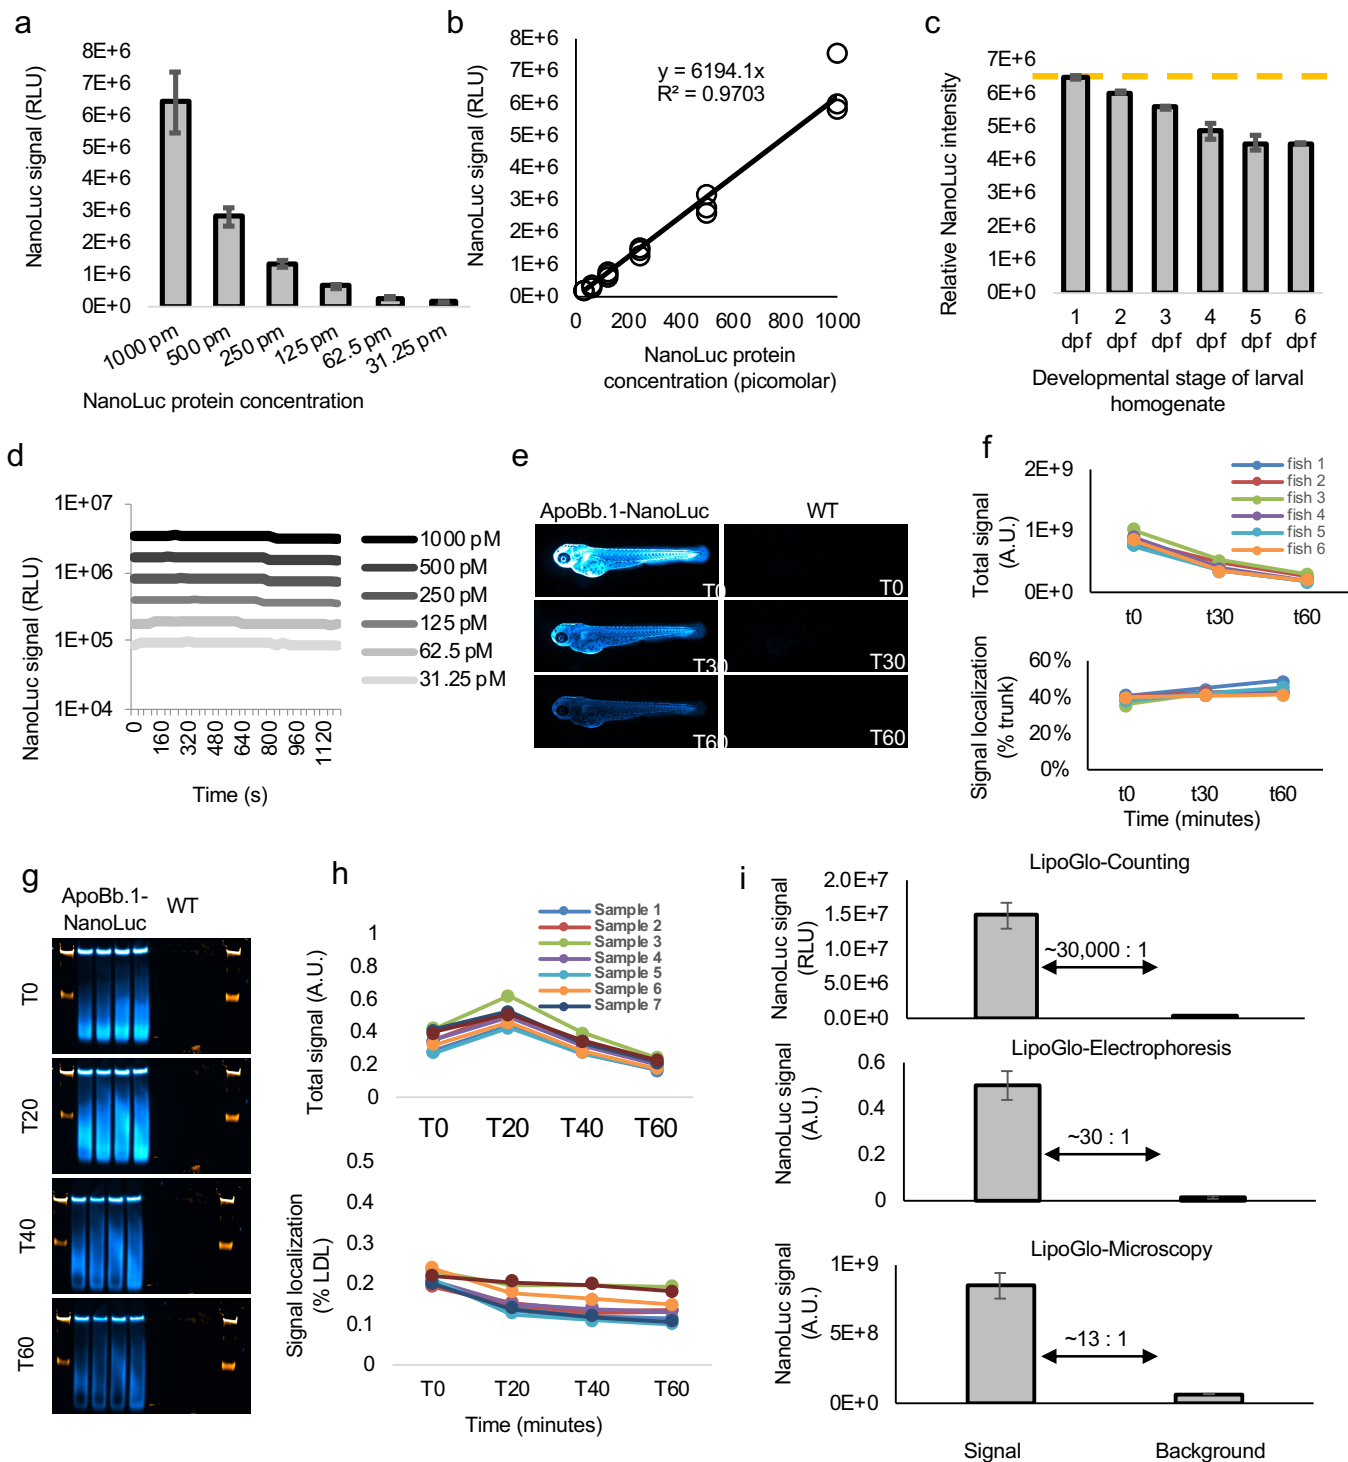 a
NanoLuc signal (RLU)
8E+6
7E+6
6E+6
5E+6
4E+6
3E+6
2E+6
1E+6
0E+0
1000 pm
500 pm
250 pm
125 pm
62.5 pm
31.25 pm
NanoLuc protein concentration
b
NanoLuc signal (RLU)
8E+6
7E+6
6E+6
5E+6
4E+6
3E+6
2E+6
1E+6
0E+0
y = 6194.1x
R² = 0.9703
0 200 400 600 800 1000
NanoLuc protein
concentration (picomolar)
c
Relative NanoLuc intensity
7E+6
6E+6
5E+6
4E+6
3E+6
2E+6
1E+6
0E+0
1 2 3 4 5 6
dpf dpf dpf dpf dpf dpf
Developmental stage of larval
homogenate
d
NanoLuc signal (RLU)
1E+07
1E+06
1E+05
1E+04
0 160 320 480 640 800 960 1120
Time (s)
1000 pM
500 pM
250 pM
125 pM
62.5 pM
31.25 pM
e
ApoBb.1-NanoLuc WT
T0 T0
T30 T30
T60 T60
f
Total signal
(A.U.)
2E+9
1E+9
0E+0
fish 1
fish 2
fish 3
fish 4
fish 5
fish 6
t0 t30 t60
Signal localization
(% trunk)
60%
40%
20%
0%
t0 t30 t60
Time (minutes)
g
ApoBb.1-
NanoLuc
WT
T0
T20
T40
T60
h
Total signal (A.U.)
1
0.8
0.6
0.4
0.2
0
Sample 1
Sample 2
Sample 3
Sample 4
Sample 5
Sample 6
Sample 7
T0 T20 T40 T60
Signal localization
(% LDL)
0.5
0.4
0.3
0.2
0.1
0
T0 T20 T40 T60
Time (minutes)
i
LipoGlo-Counting
NanoLuc signal
(RLU)
2.0E+7
1.5E+7
1.0E+7
5.0E+6
0.0E+0
~30,000 : 1
LipoGlo-Electrophoresis
NanoLuc signal
(A.U.)
0.6
0.4
0.2
0
~30 : 1
LipoGlo-Microscopy
NanoLuc signal
(A.U.)
1E+9
5E+8
0E+0
~13 : 1
Signal Background